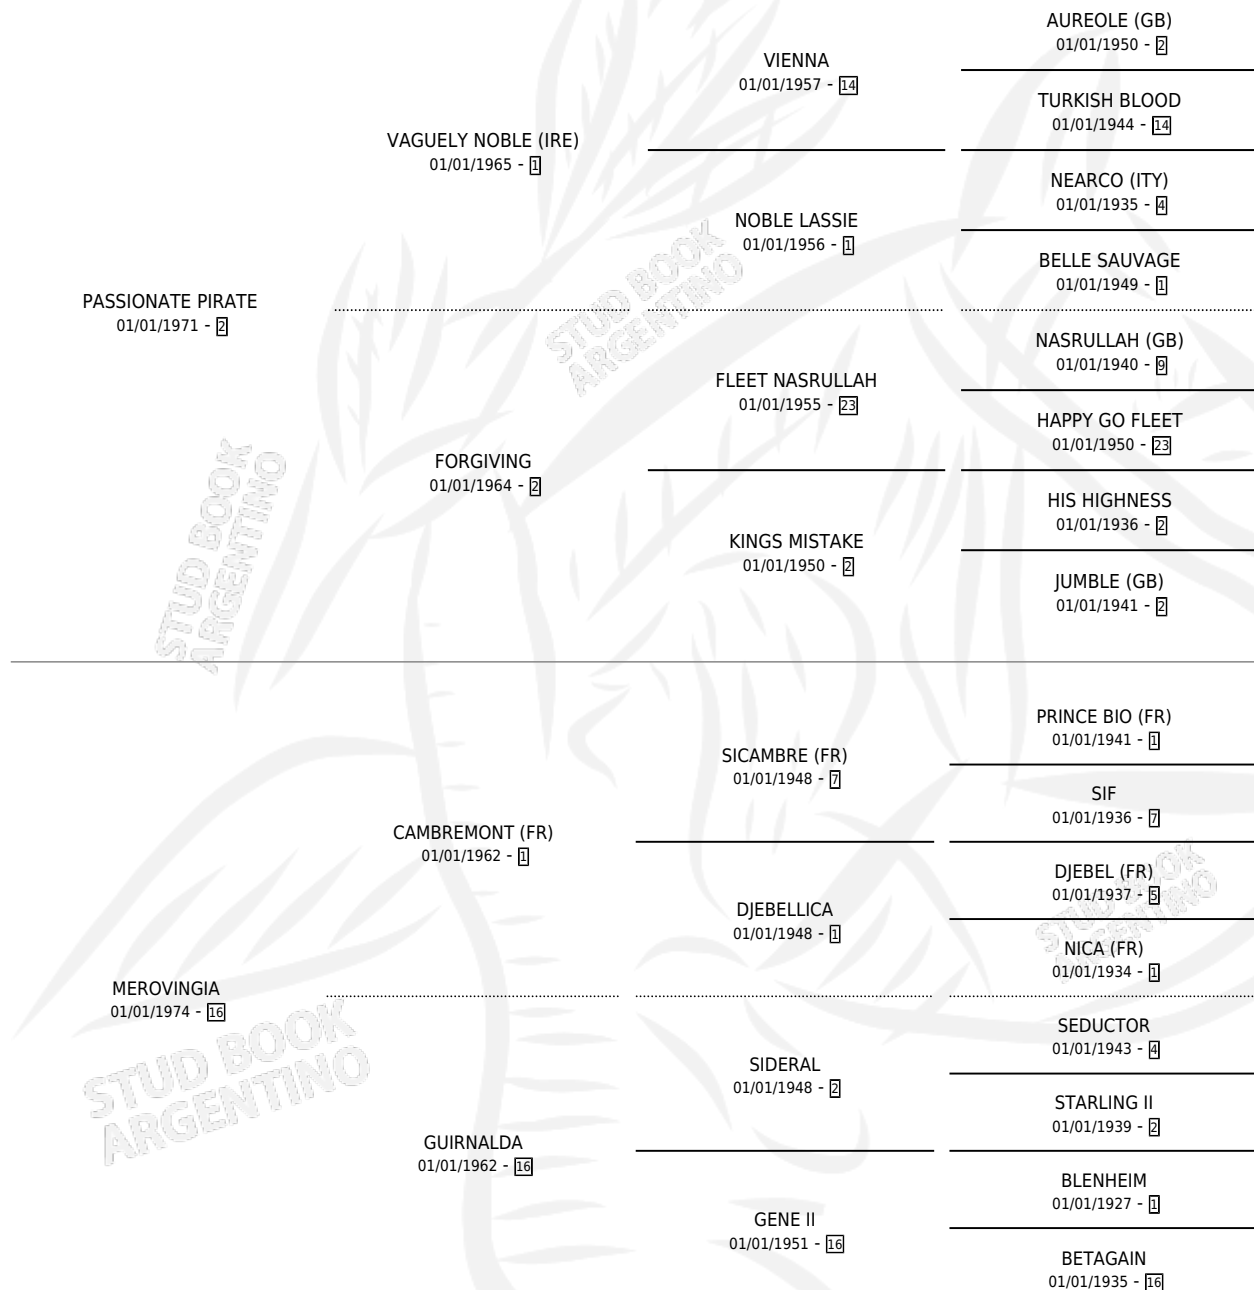 AUREOLE (GB)
01/01/1950 - 2
VIENNA
01/01/1957 - 14
TURKISH BLOOD
01/01/1944 - 14
VAGUELY NOBLE (IRE)
01/01/1965 - 1
NEARCO (ITY)
01/01/1935 - 4
NOBLE LASSIE
01/01/1956 - 1
BELLE SAUVAGE
01/01/1949 - 1
PASSIONATE PIRATE
01/01/1971 - 2
STUD BOOK
ARGENTINO
NASRULLAH (GB)
01/01/1940 - 9
FLEET NASRULLAH
01/01/1955 - 23
HAPPY GO FLEET
01/01/1950 - 23
FORGIVING
01/01/1964 - 2
HIS HIGHNESS
01/01/1936 - 2
KINGS MISTAKE
01/01/1950 - 2
JUMBLE (GB)
01/01/1941 - 2
STUD BOOK
ARGENTINO
PRINCE BIO (FR)
01/01/1941 - 1
SICAMBRE (FR)
01/01/1948 - 7
SIF
01/01/1936 - 7
CAMBREMONT (FR)
01/01/1962 - 1
DJEBEL (FR)
01/01/1937 - 5
DJEBELLICA
01/01/1948 - 1
STUD BOOK
ARGENTINO
NICA (FR)
01/01/1934 - 1
MEROVINGIA
01/01/1974 - 16
STUD BOOK
ARGENTINO
SEDUCTOR
01/01/1943 - 4
SIDERAL
01/01/1948 - 2
STARLING II
01/01/1939 - 2
GUIRNALDA
01/01/1962 - 16
BLENHEIM
01/01/1927 - 1
GENE II
01/01/1951 - 16
BETAGAIN
01/01/1935 - 16